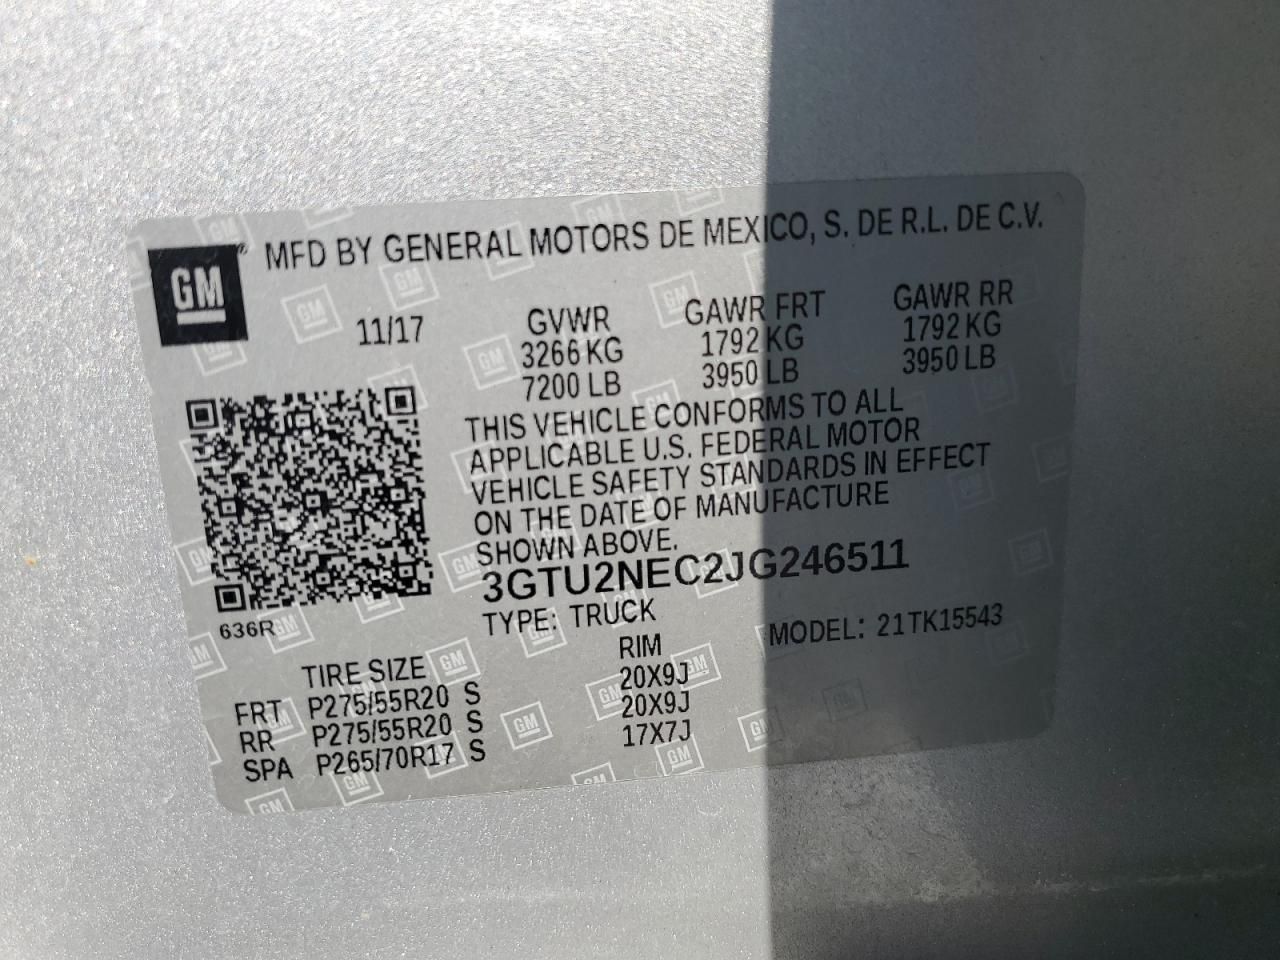 GM ® MFD BY GENERAL MOTORS DE MEXICO, S. DE R.L. DE C.V.
11/17 GVWR GAWR FRT GAWR RR
3266 KG 1792 KG 1792 KG
7200 LB 3950 LB 3950 LB
THIS VEHICLE CONFORMS TO ALL
APPLICABLE U.S. FEDERAL MOTOR
VEHICLE SAFETY STANDARDS IN EFFECT
ON THE DATE OF MANUFACTURE
SHOWN ABOVE.
3GTU2NEC2JG246511
636R TYPE: TRUCK MODEL: 21TK15543
TIRE SIZE RIM
FRT P275/55R20 S 20X9J
RR P275/55R20 S 20X9J
SPA P265/70R17 S 17X7J